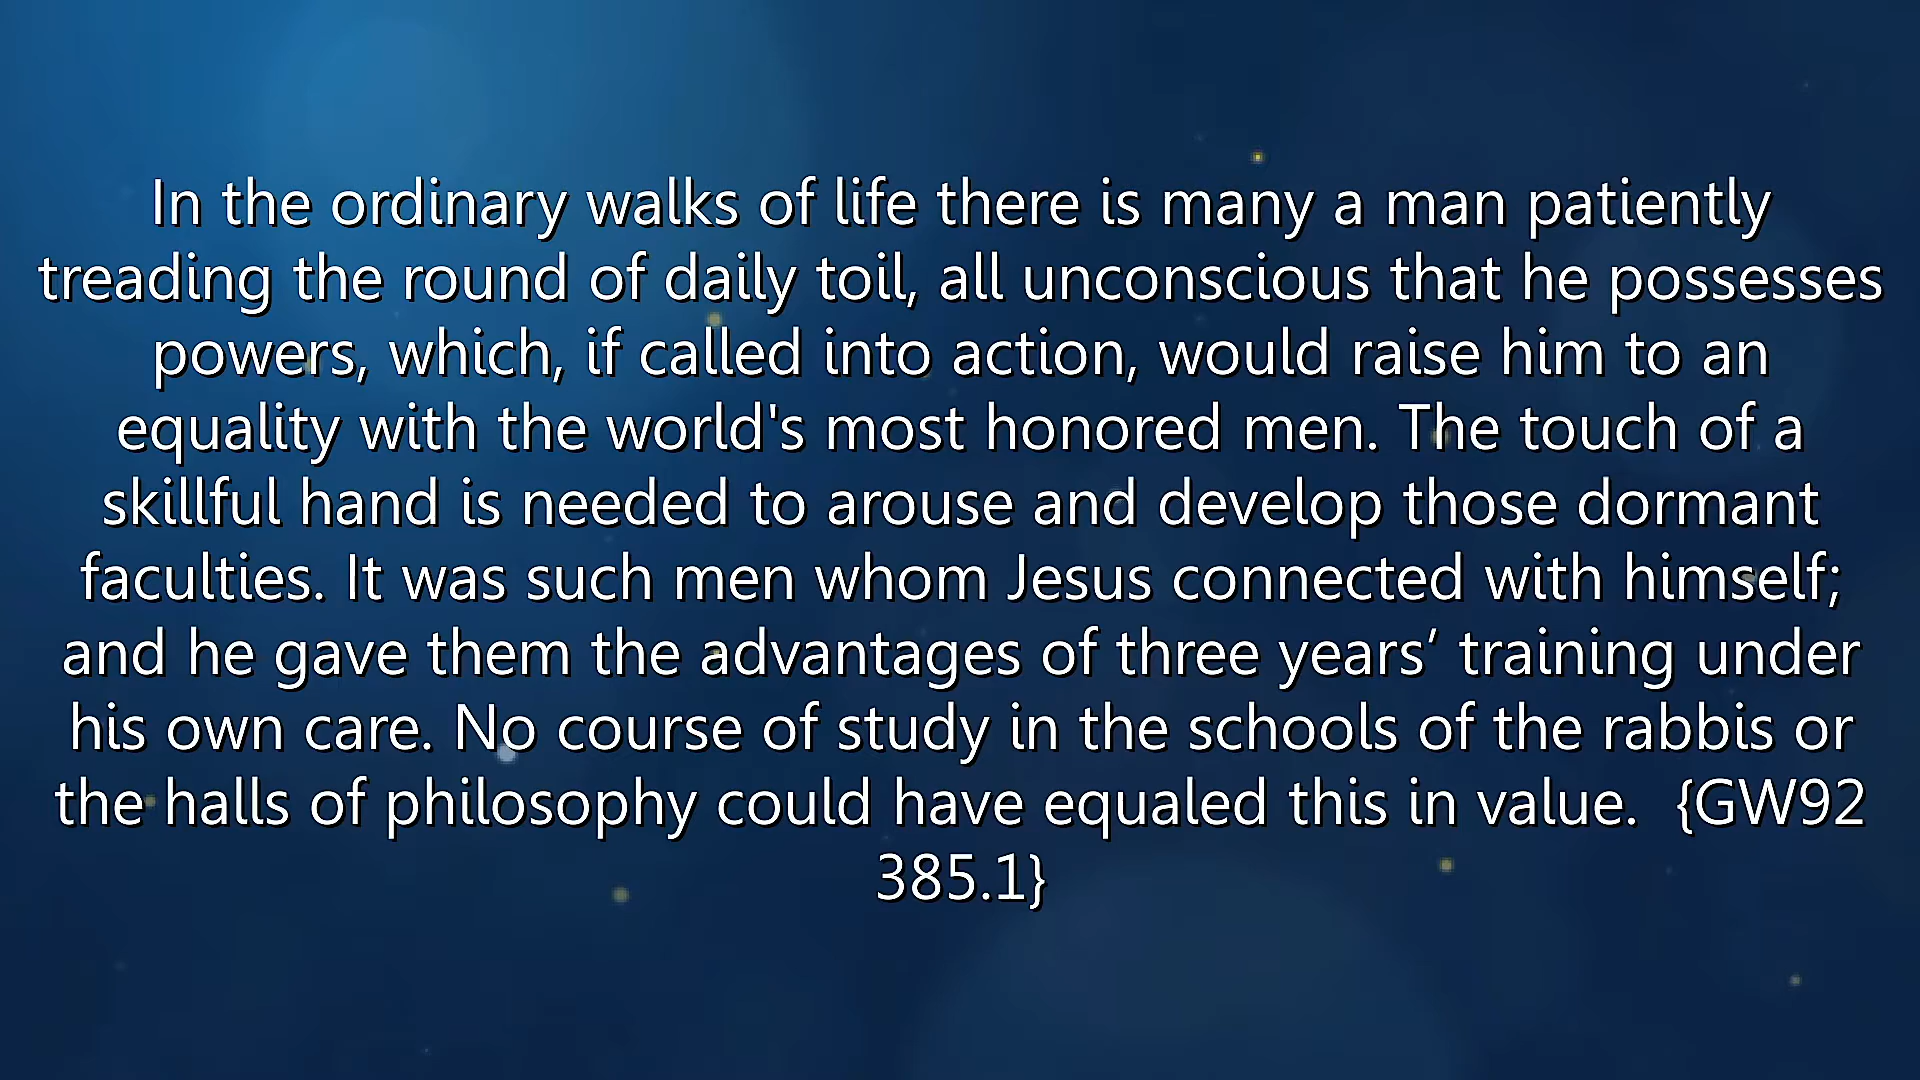 In the ordinary walks of life there is many a man patiently
treading the round of daily toil, all unconscious that he possesses
powers, which, if called into action, would raise him to an
equality with the world's most honored men. The touch of a
skillful hand is needed to arouse and develop those dormant
faculties. It was such men whom Jesus connected with himself;
and he gave them the advantages of three years’ training under
his own care. No course of study in the schools of the rabbis or
the halls of philosophy could have equaled this in value.  {GW92
385.1}